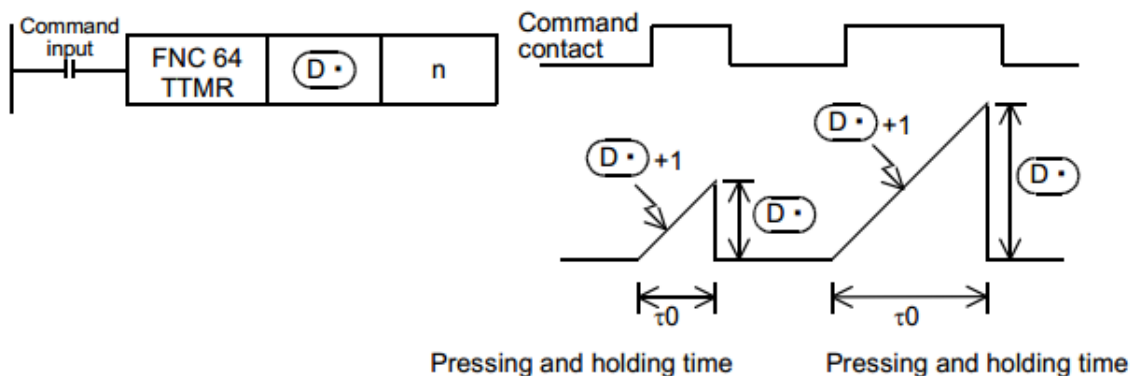 Command
input
FNC 64
TTMR
D •
n
Command
contact
D • +1
D •
D • +1
D •
τ0
τ0
Pressing and holding time
Pressing and holding time